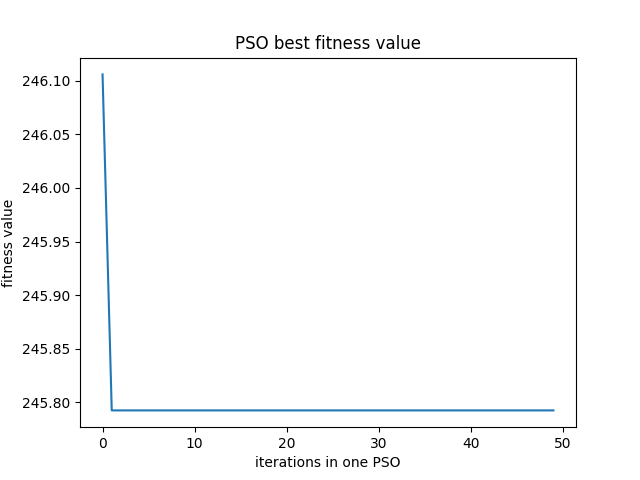 PSO best fitness value
246.10
246.05
246.00
245.95
245.90
245.85
245.80
fitness value
0 10 20 30 40 50
iterations in one PSO